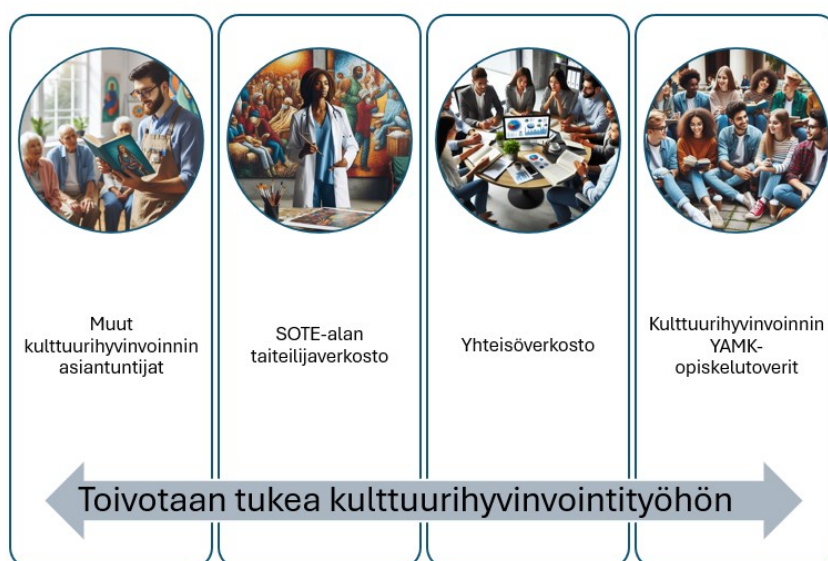 Muut
kulttuurihyvinvoinnin
asiantuntijat
SOTE-alan
taiteilijaverkosto
Yhteisöverkosto
Kulttuurihyvinvoinnin
YAMK-
opiskelutoverit
Toivotaan tukea kulttuurihyvinvointityöhön